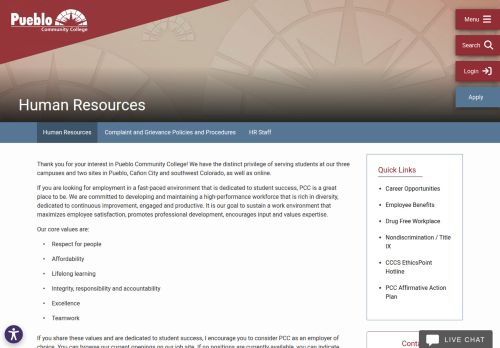 Pueblo
Community College
Menu
Search
Login
Apply
Human Resources
Human Resources
Complaint and Grievance Policies and Procedures
HR Staff
Thank you for your interest in Pueblo Community College! We have the distinct privilege of serving students at our three
campuses and two sites in Pueblo, Cañon City and southwest Colorado, as well as online.
If you are looking for employment in a fast-paced environment that is dedicated to student success, PCC is a great
place to be. We are committed to developing and maintaining a high-performance workforce that is rich in diversity,
dedicated to continuous improvement, engaged and productive. It is our goal to sustain a work environment that
maximizes employee satisfaction, promotes professional development, encourages input and values expertise.
Our core values are:
Respect for people
Affordability
Lifelong learning
Integrity, responsibility and accountability
Excellence
Teamwork
If you share these values and are dedicated to student success, I encourage you to consider PCC as an employer of
choice. You can browse our current openings on our job site. If no positions are currently available, you can indicate
Quick Links
Career Opportunities
Employee Benefits
Drug Free Workplace
Nondiscrimination / Title
IX
CCCS EthicsPoint
Hotline
PCC Affirmative Action
Plan
LIVE CHAT